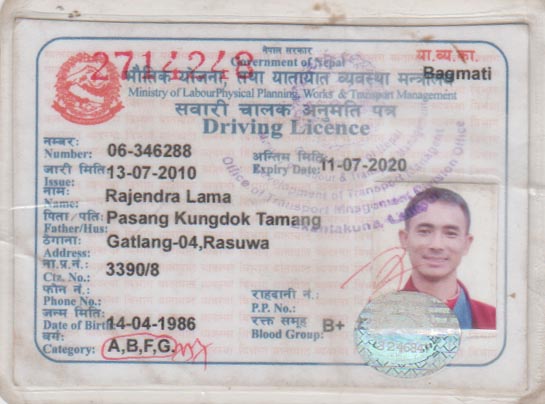 2714248
नेपाल सरकार
Government of Nepal
या.व्य.का.
Bagmati
भौतिक योजना, तथा यातायात व्यवस्था मन्त्रालय
Ministry of Labour Physical Planning, Works & Transport Management
सवारी चालक अनुमति पत्र
Driving Licence
नम्बर:
Number: 06-346288
अन्तिम मिति
Expiry Date: 11-07-2020
जारी मिति
Issue: 13-07-2010
नाम:
Name: Rajendra Lama
पिता/पति:
Father/Hus: Pasang Kungdok Tamang
ठेगाना:
Address: Gatlang-04,Rasuwa
ना.प्र.नं.:
Ctz. No.: 3390/8
फोन नं.:
Phone No.:
राहदानी नं.:
P.P. No.:
जन्म मिति:
Date of Birth 14-04-1986
रक्त समूह
Blood Group: B+
वर्ग:
Category: A,B,F,G.
Office of Transport Management